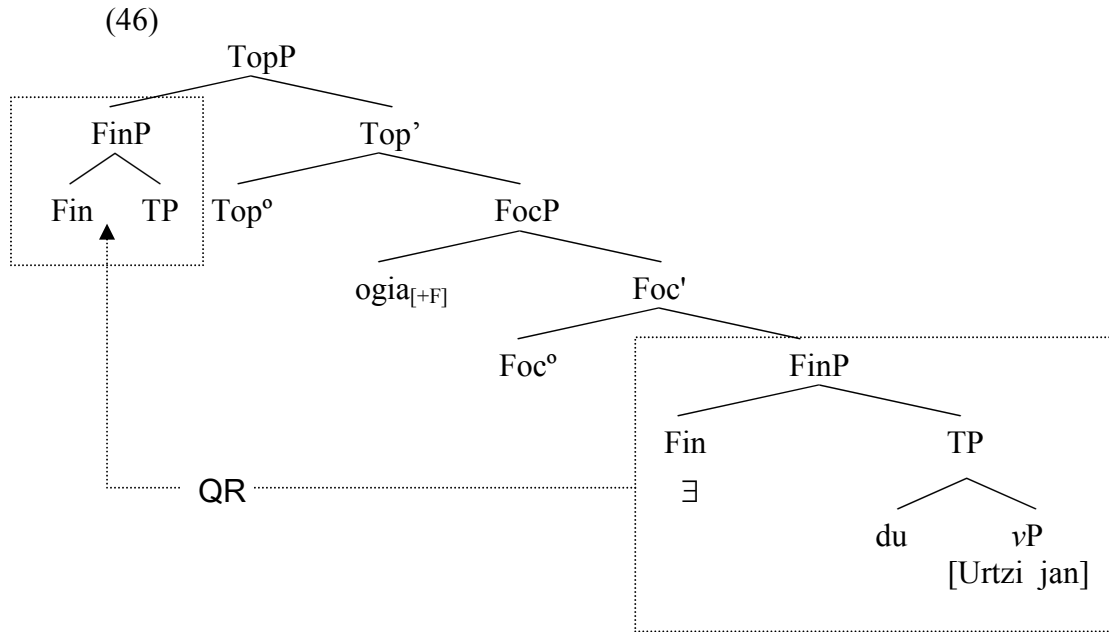 (46)
TopP
FinP Top’
Fin TP Topº FocP
ogia[+F] Foc'
Focº FinP
Fin TP
QR ∃
du vP
[Urtzi jan]